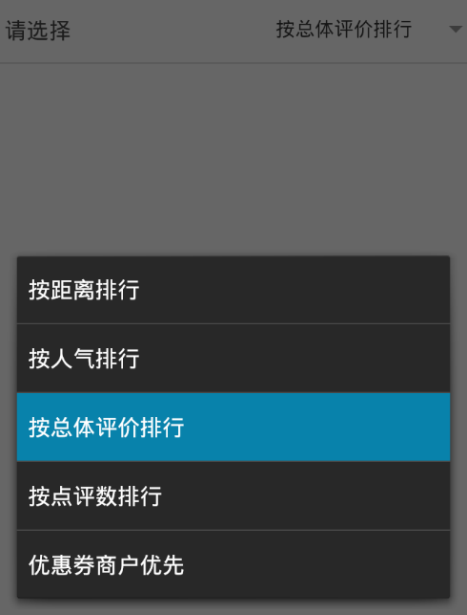 请选择 按总体评价排行
按距离排行
按人气排行
按总体评价排行
按点评数排行
优惠券商户优先